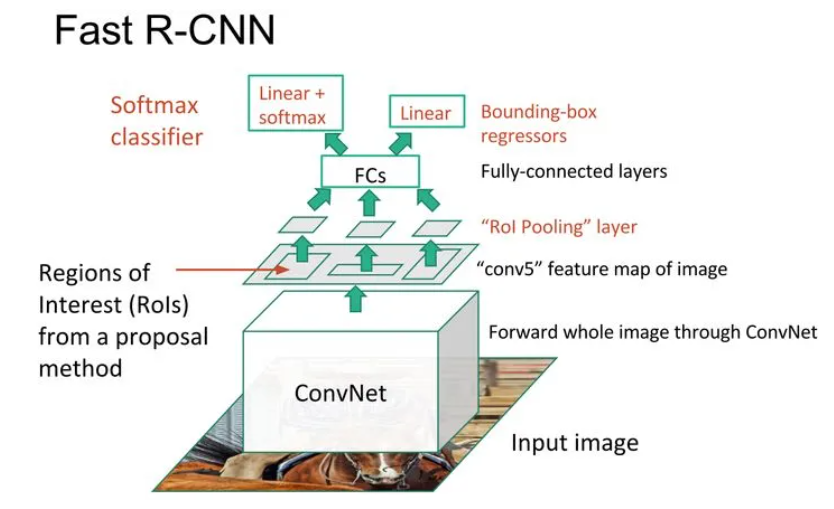 Fast R-CNN
Softmax
classifier
Linear +
softmax
Linear
Bounding-box
regressors
FCs
Fully-connected layers
“RoI Pooling” layer
Regions of
Interest (RoIs)
from a proposal
method
“conv5” feature map of image
Forward whole image through ConvNet
ConvNet
Input image